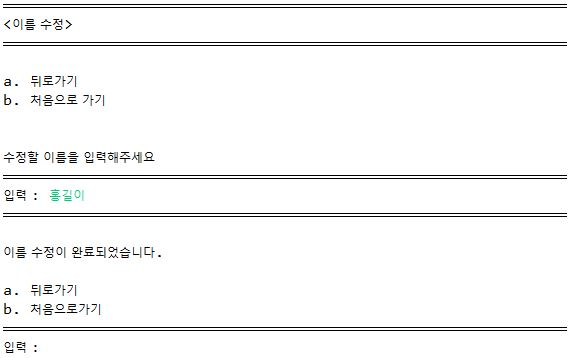 <이름 수정>
a. 뒤로가기
b. 처음으로 가기
수정할 이름을 입력해주세요
입력 : 홍길이
이름 수정이 완료되었습니다.
a. 뒤로가기
b. 처음으로가기
입력 :